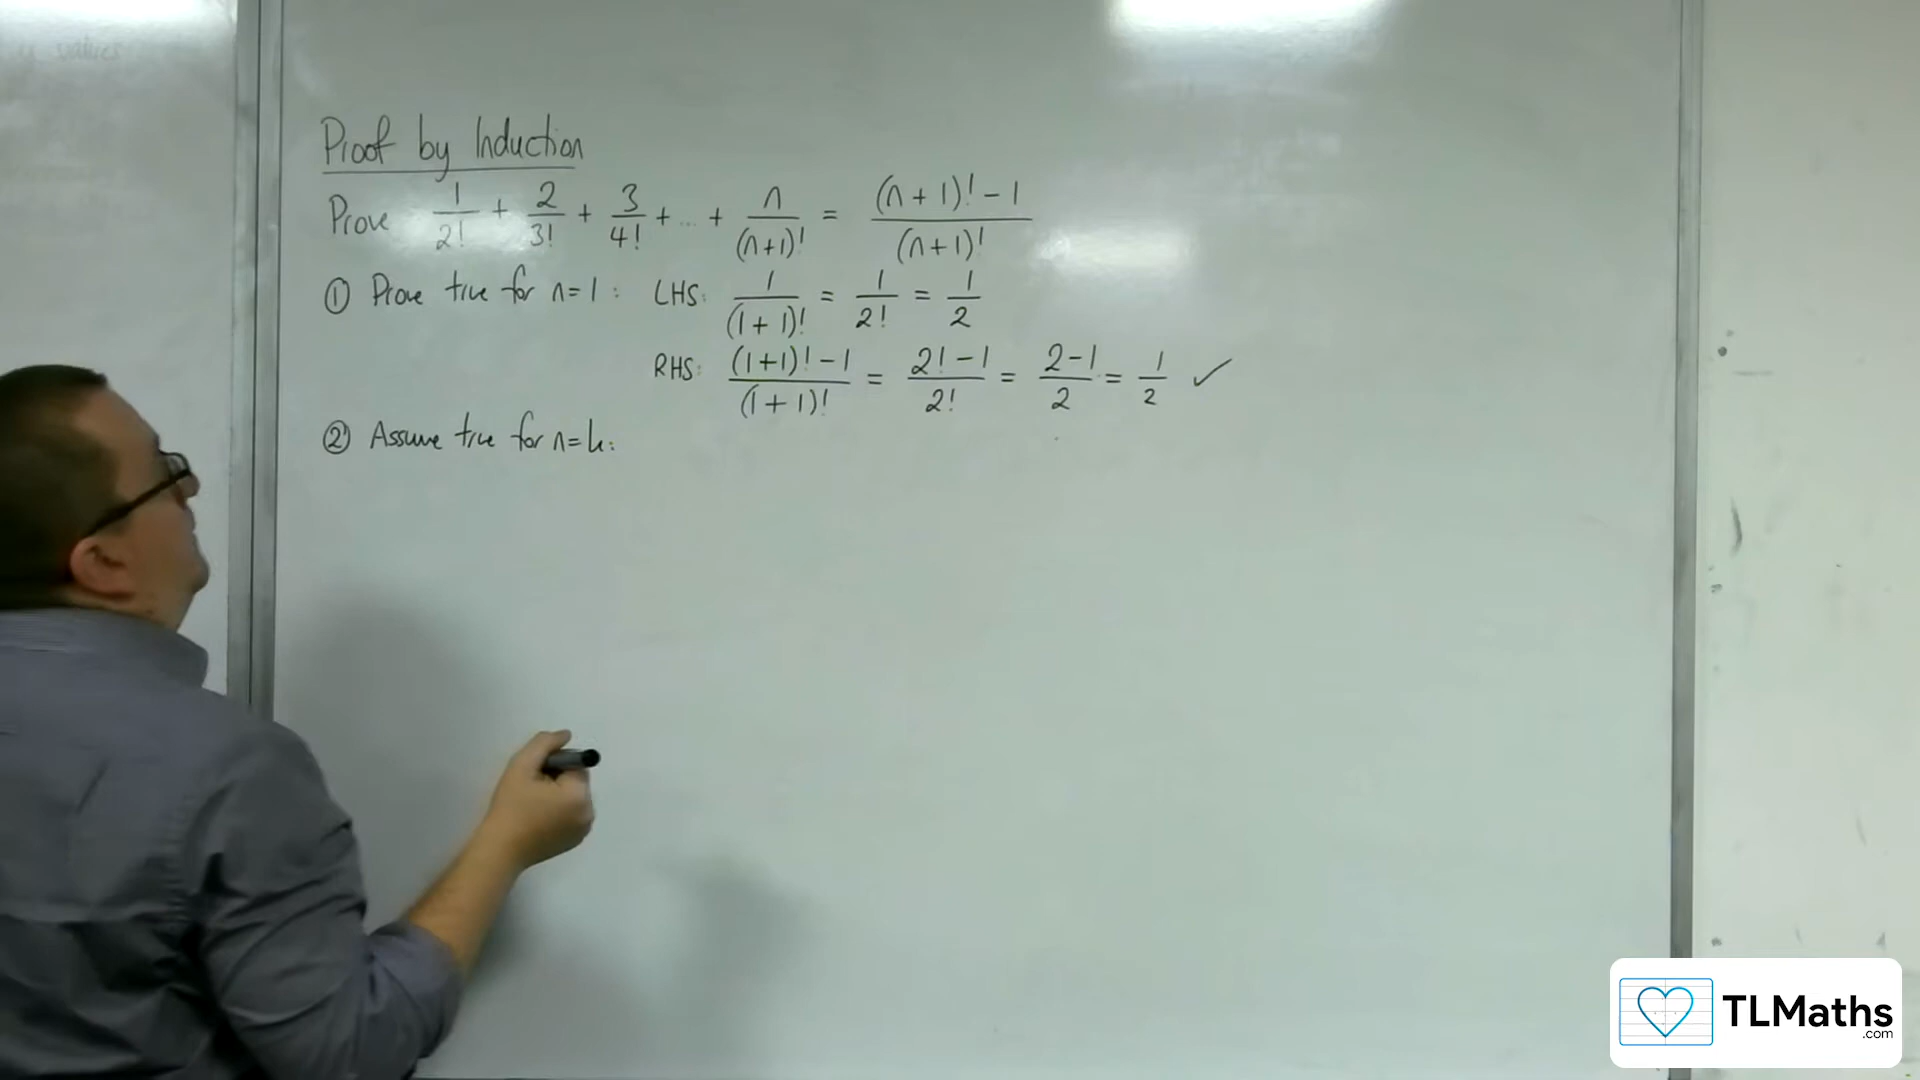 y values
Proof by Induction
Prove 1/2! + 2/3! + 3/4! + ... + n/(n+1)! = ((n+1)! - 1)/(n+1)!
① Prove true for n=1: LHS: 1/(1+1)! = 1/2! = 1/2
RHS: ((1+1)! - 1)/(1+1)! = (2! - 1)/2! = (2-1)/2 = 1/2 ✓
② Assume true for n=k:
TLMaths
.com